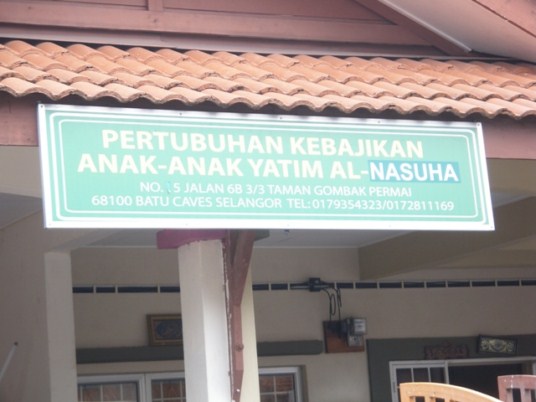 PERTUBUHAN KEBAJIKAN
ANAK-ANAK YATIM AL-NASUHA
NO. 5 JALAN 6B 3/3 TAMAN GOMBAK PERMAI
68100 BATU CAVES SELANGOR TEL: 0179354323/0172811169